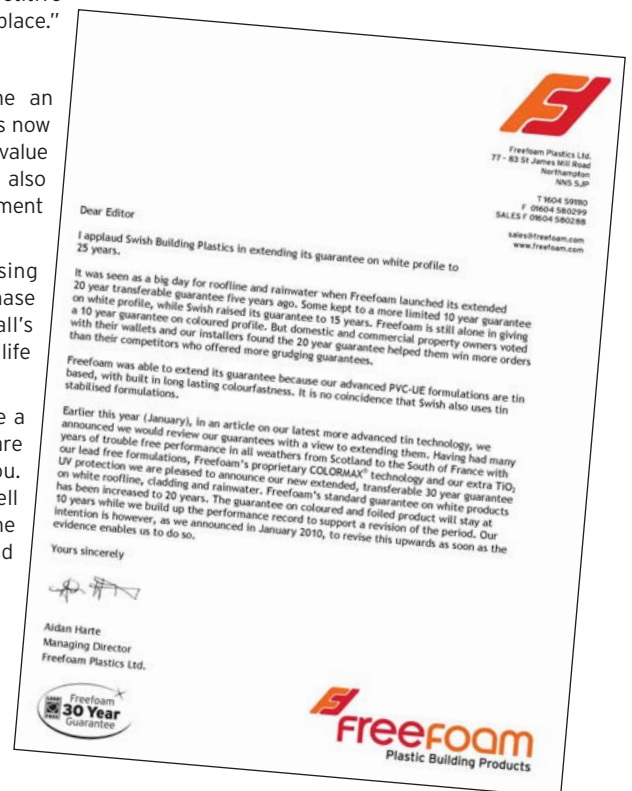 place."
ne an
s now
value
also
ment
sing
nase
all's
life
e a
are
ou.
ell
ne
d
Freefoam Plastics Ltd.
77 - 83 St James Mill Road
Northampton
NN5 5JP
T 1604 591110
F 01604 580299
SALES F 01604 580288
sales@freefoam.com
www.freefoam.com
Dear Editor
I applaud Swish Building Plastics in extending its guarantee on white profile to
25 years.
It was seen as a big day for roofline and rainwater when Freefoam launched its extended
20 year transferable guarantee five years ago. Some kept to a more limited 10 year guarantee
on white profile, while Swish raised its guarantee to 15 years. Freefoam is still alone in giving
a 10 year guarantee on coloured profile. But domestic and commercial property owners voted
with their wallets and our installers found the 20 year guarantee helped them win more orders
than their competitors who offered more grudging guarantees.
Freefoam was able to extend its guarantee because our advanced PVC-UE formulations are tin
based, with built in long lasting colourfastness. It is no coincidence that Swish also uses tin
stabilised formulations.
Earlier this year (January), in an article on our latest more advanced tin technology, we
announced we would review our guarantees with a view to extending them. Having had many
years of trouble free performance in all weathers from Scotland to the South of France with
our lead free formulations, Freefoam's proprietary COLORMAX® technology and our extra TiO₂
UV protection we are pleased to announce our new extended, transferable 30 year guarantee
on white roofline, cladding and rainwater. Freefoam's standard guarantee on white products
has been increased to 20 years. The guarantee on coloured and foiled product will stay at
10 years while we build up the performance record to support a revision of the period. Our
intention is however, as we announced in January 2010, to revise this upwards as soon as the
evidence enables us to do so.
Yours sincerely
Aidan Harte
Managing Director
Freefoam Plastics Ltd.
LEAD FREE
Freefoam
30 Year
Guarantee
FreeFoam
Plastic Building Products